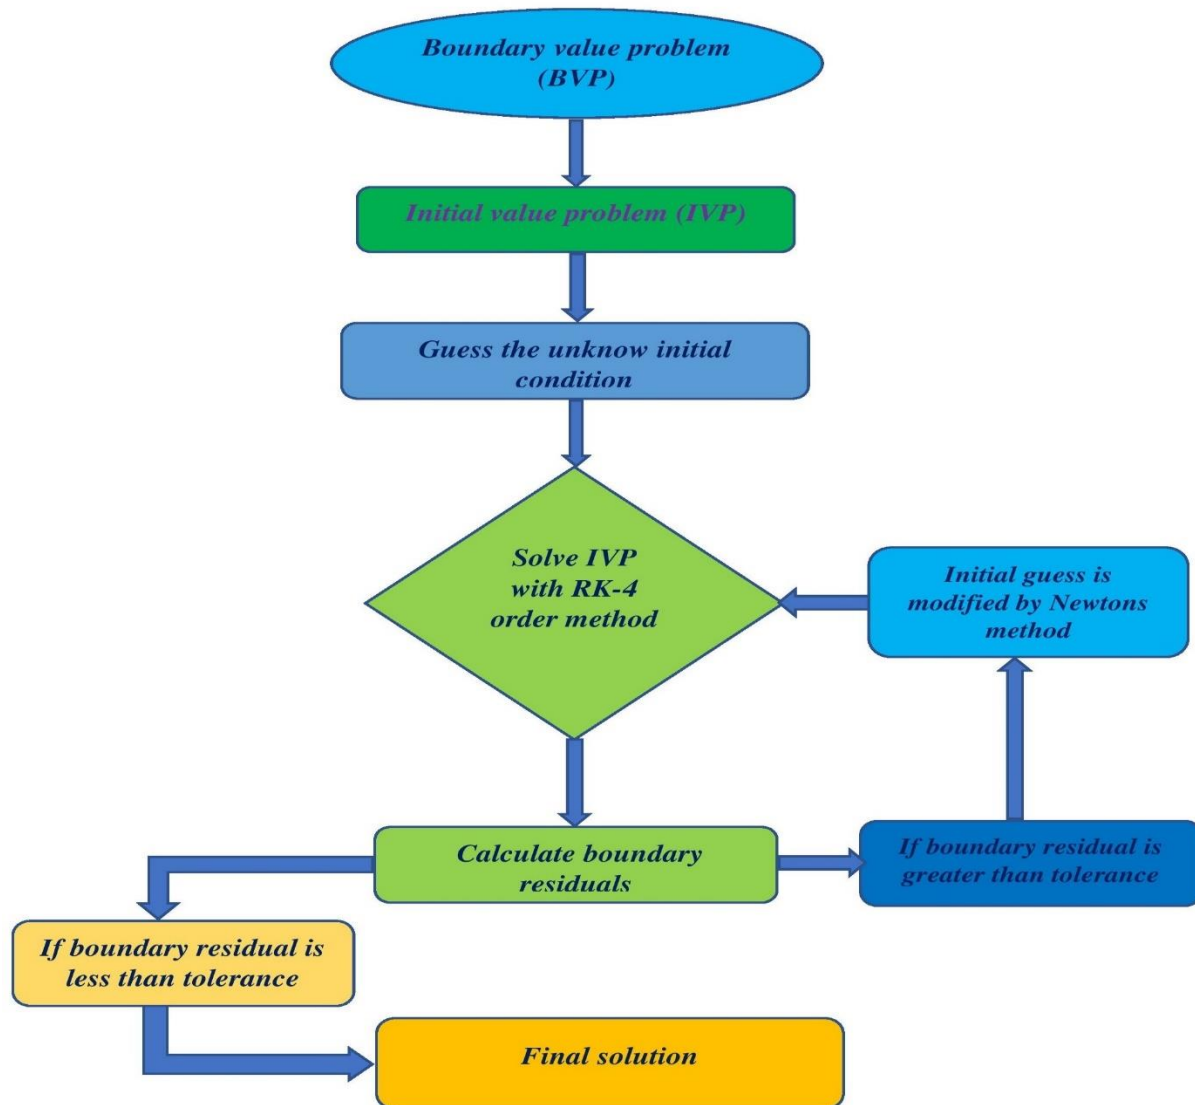 Boundary value problem
(BVP)
Initial value problem (IVP)
Guess the unknow initial
condition
Solve IVP
with RK-4
order method
Initial guess is
modified by Newtons
method
Calculate boundary
residuals
If boundary residual is
greater than tolerance
If boundary residual is
less than tolerance
Final solution